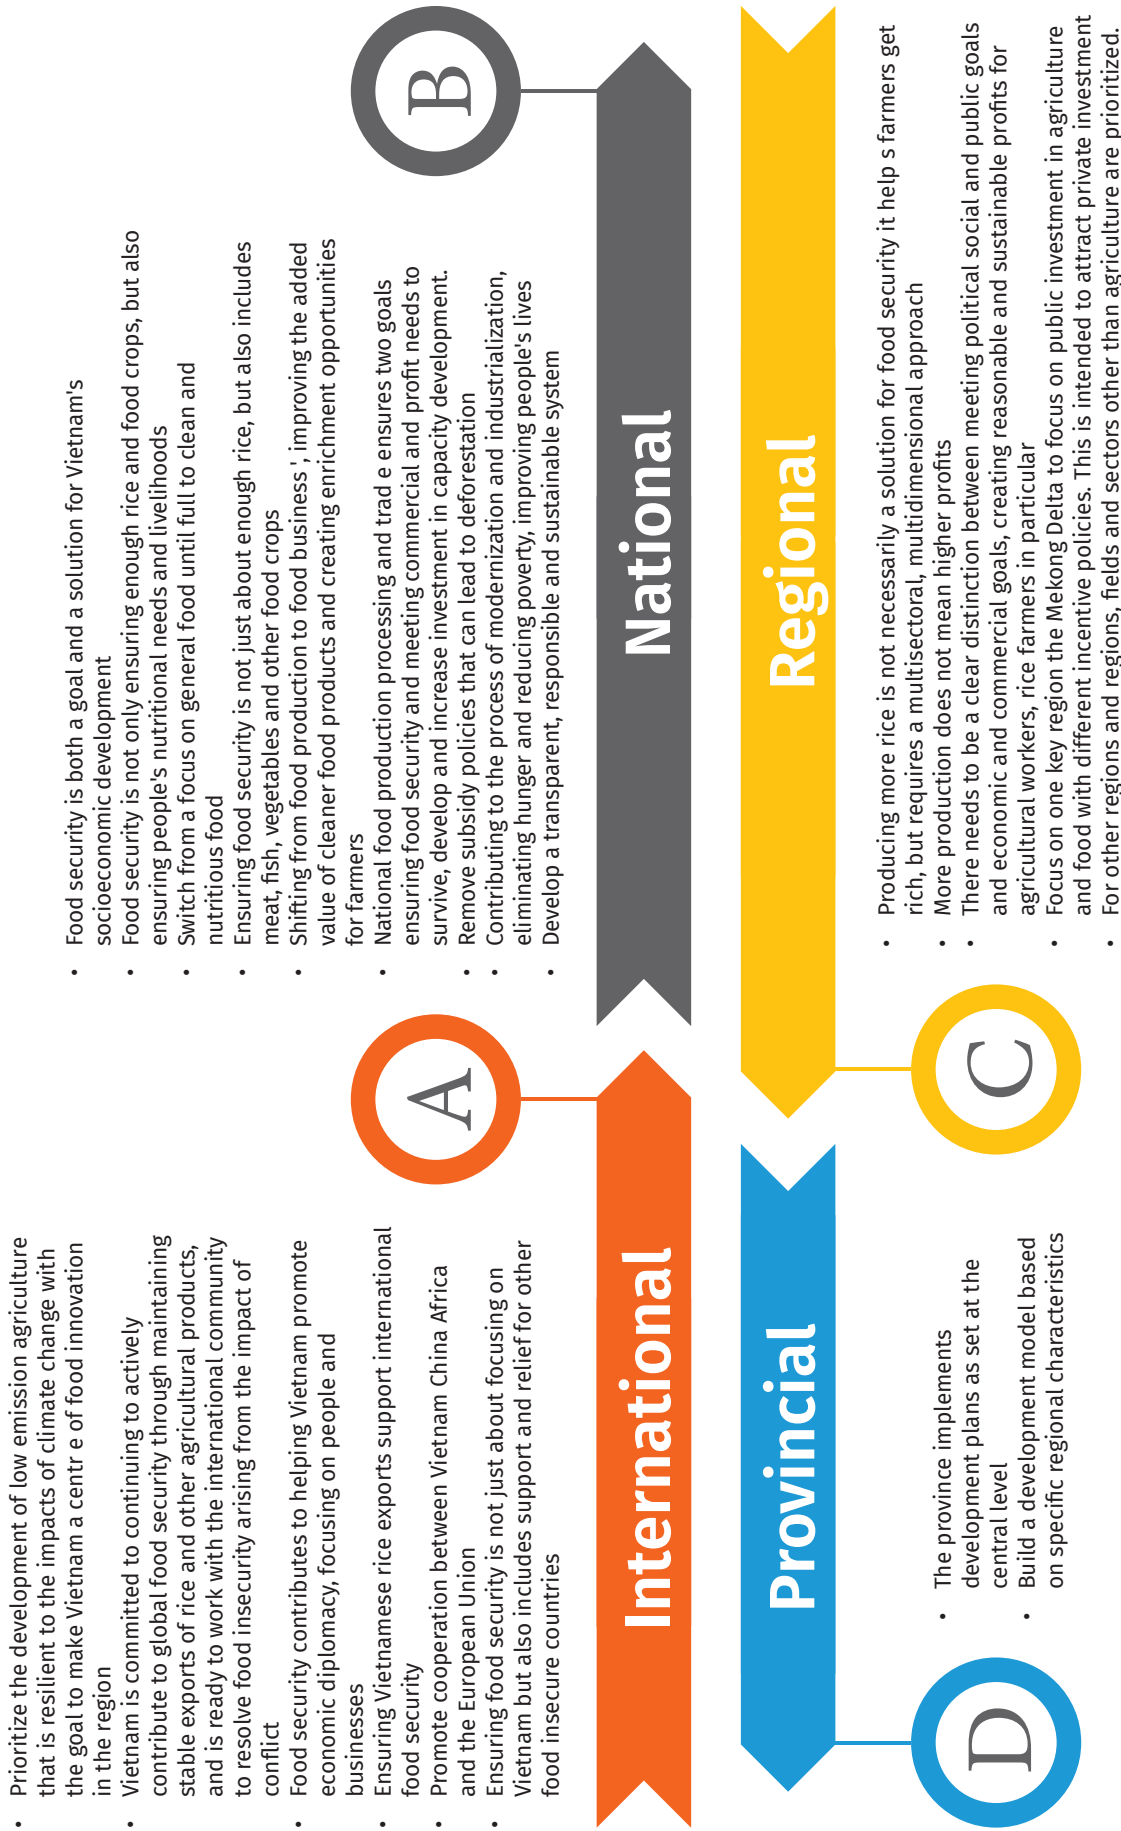 • Prioritize the development of low emission agriculture
that is resilient to the impacts of climate change with
the goal to make Vietnam a centr e of food innovation
in the region
• Vietnam is committed to continuing to actively
contribute to global food security through maintaining
stable exports of rice and other agricultural products,
and is ready to work with the international community
to resolve food insecurity arising from the impact of
conflict
• Food security contributes to helping Vietnam promote
economic diplomacy, focusing on people and
businesses
• Ensuring Vietnamese rice exports support international
food security
• Promote cooperation between Vietnam China Africa
and the European Union
• Ensuring food security is not just about focusing on
Vietnam but also includes support and relief for other
food insecure countries
A
International
• Food security is both a goal and a solution for Vietnam's
socioeconomic development
• Food security is not only ensuring enough rice and food crops, but also
ensuring people's nutritional needs and livelihoods
• Switch from a focus on general food until full to clean and
nutritious food
• Ensuring food security is not just about enough rice, but also includes
meat, fish, vegetables and other food crops
• Shifting from food production to food business ', improving the added
value of cleaner food products and creating enrichment opportunities
for farmers
• National food production processing and trad e ensures two goals
ensuring food security and meeting commercial and profit needs to
survive, develop and increase investment in capacity development.
• Remove subsidy policies that can lead to deforestation
• Contributing to the process of modernization and industrialization,
eliminating hunger and reducing poverty, improving people's lives
• Develop a transparent, responsible and sustainable system
B
National
Provincial
D
• The province implements
development plans as set at the
central level
• Build a development model based
on specific regional characteristics
Regional
C
• Producing more rice is not necessarily a solution for food security it help s farmers get
rich, but requires a multisectoral, multidimensional approach
• More production does not mean higher profits
• There needs to be a clear distinction between meeting political social and public goals
and economic and commercial goals, creating reasonable and sustainable profits for
agricultural workers, rice farmers in particular
• Focus on one key region the Mekong Delta to focus on public investment in agriculture
and food with different incentive policies. This is intended to attract private investment
• For other regions and regions, fields and sectors other than agriculture are prioritized.